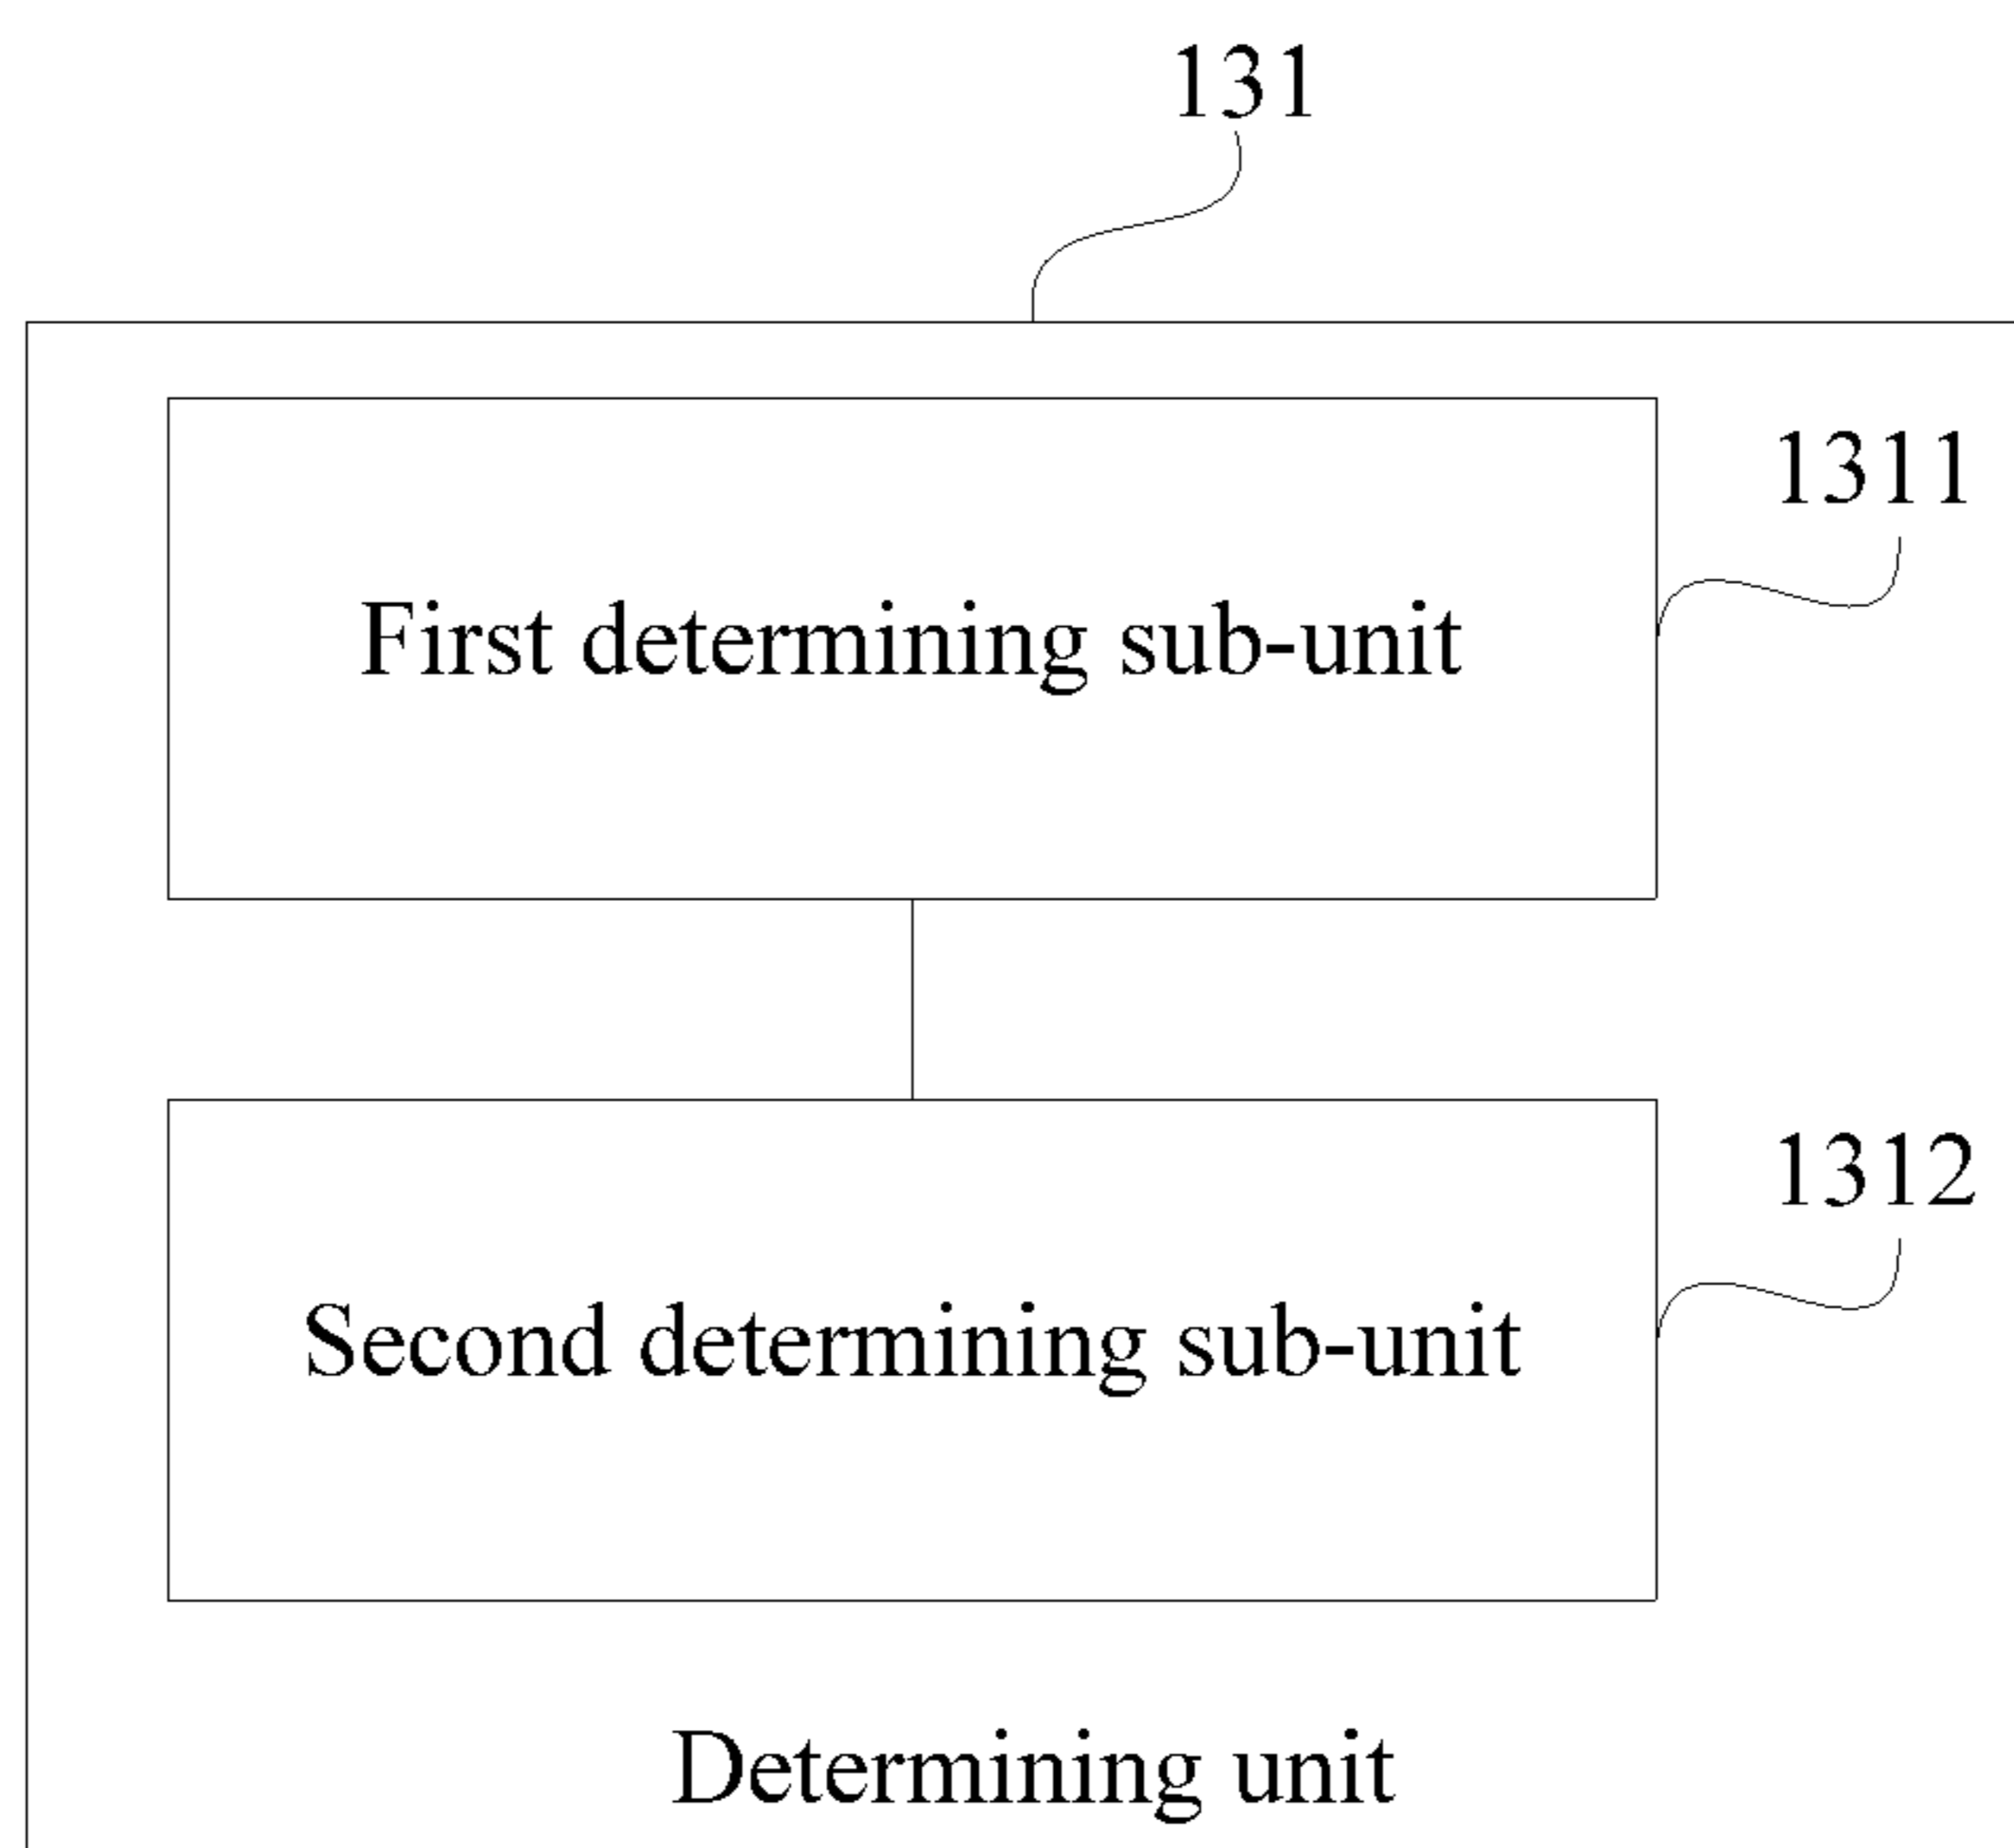 131
1311
First determining sub-unit
1312
Second determining sub-unit
Determining unit